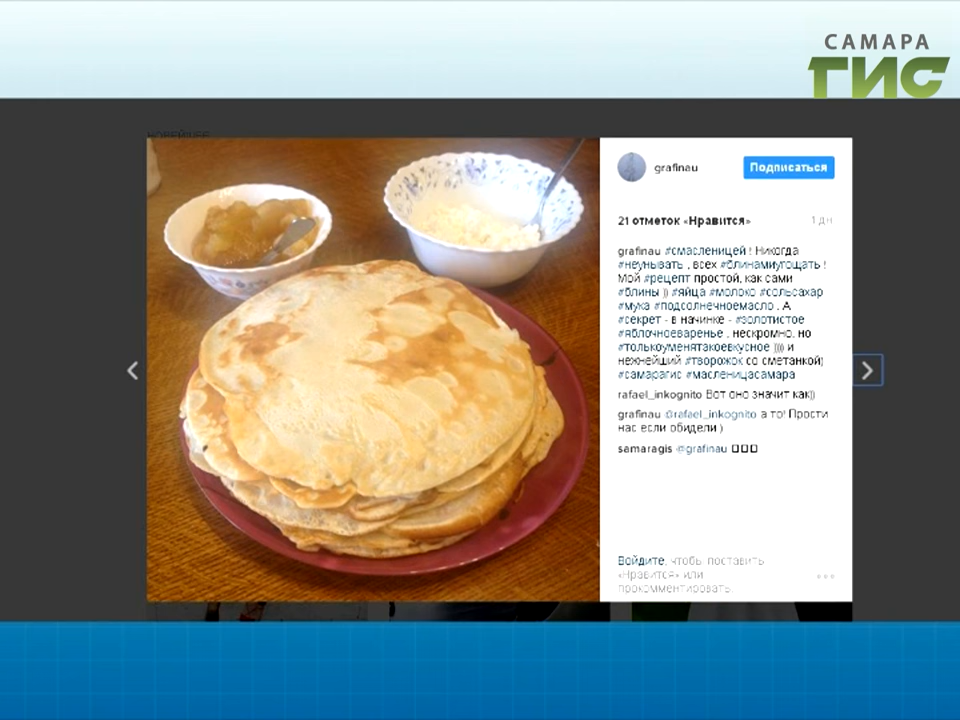 САМАРА
ГИС
НОВЕЙШЕЕ
grafinau
Подписаться
21 отметок «Нравится»
1 дн
grafinau #смасленицей ! Никогда
#неунывать , всех #блинамиугощать !
Мой #рецепт простой, как сами
#блины )) #яйца #молоко #сольсахар
#мука #подсолнечноемасло . А
#секрет - в начинке - #золотистое
#яблочноеваренье , нескромно, но
#толькоуменятакоевкусное )))) и
нежнейший #творожок со сметанкой)
#самарагис #масленицасамара
rafael_inkognito Вот оно значит как))
grafinau @rafael_inkognito а то! Прости
нас если обидели )
samaragis @grafinau
Войдите, чтобы поставить
«Нравится» или
прокомментировать.